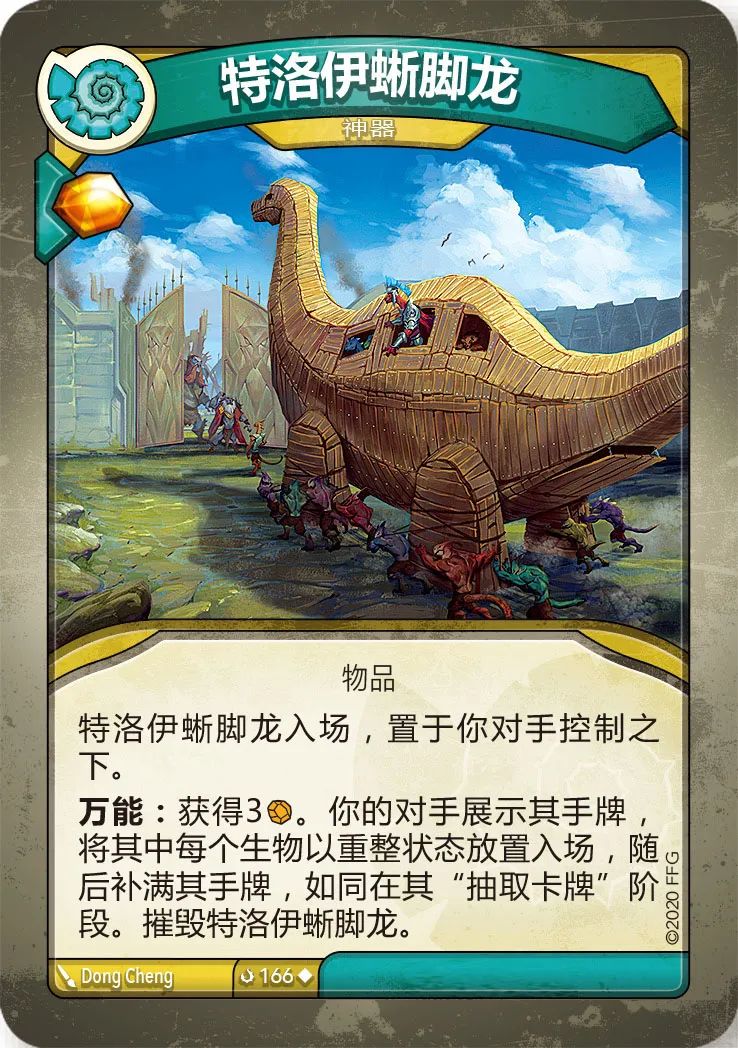 特洛伊蜥脚龙
神器
物品
特洛伊蜥脚龙入场，置于你对手控制之
下。
万能：获得3。你的对手展示其手牌，
将其中每个生物以重整状态放置入场，随
后补满其手牌，如同在其“抽取卡牌”阶
段。摧毁特洛伊蜥脚龙。
©2020 FFG
Dong Cheng
166